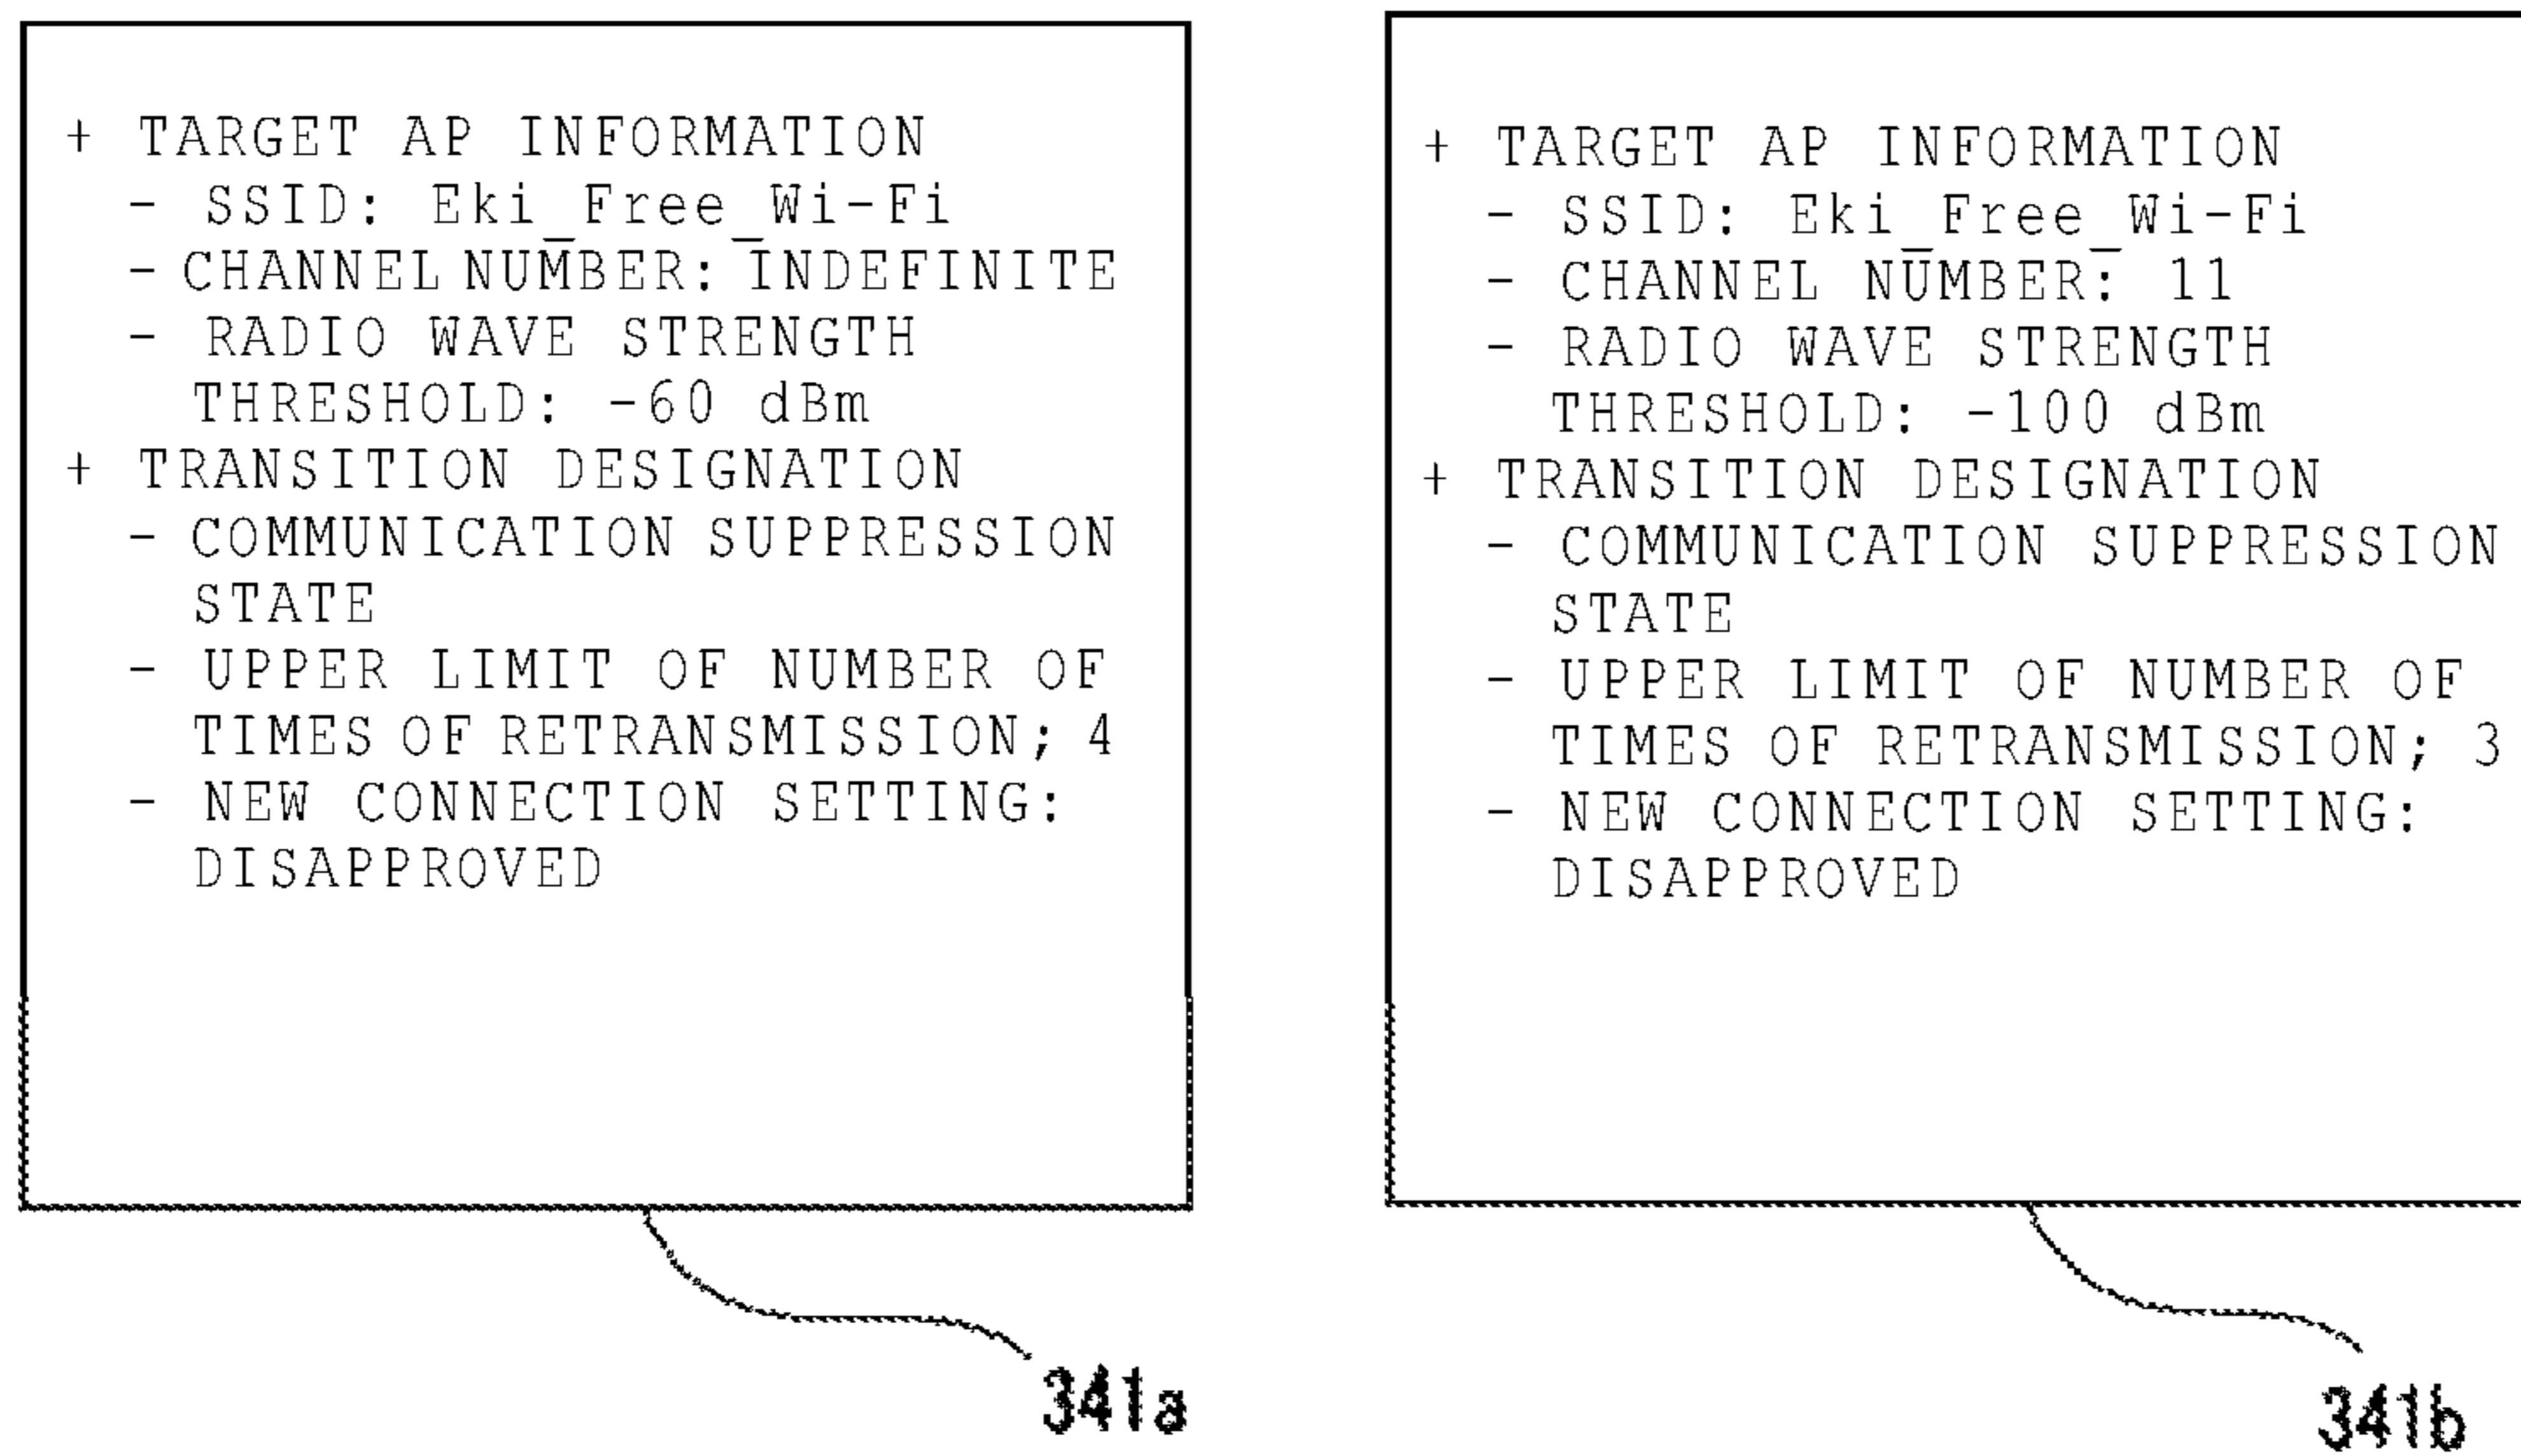 + TARGET AP INFORMATION
- SSID: Eki_Free_Wi-Fi
- CHANNEL NUMBER: INDEFINITE
- RADIO WAVE STRENGTH
THRESHOLD: -60 dBm
+ TRANSITION DESIGNATION
- COMMUNICATION SUPPRESSION
STATE
- UPPER LIMIT OF NUMBER OF
TIMES OF RETRANSMISSION; 4
- NEW CONNECTION SETTING:
DISAPPROVED
341a
+ TARGET AP INFORMATION
- SSID: Eki_Free_Wi-Fi
- CHANNEL NUMBER: 11
- RADIO WAVE STRENGTH
THRESHOLD: -100 dBm
+ TRANSITION DESIGNATION
- COMMUNICATION SUPPRESSION
STATE
- UPPER LIMIT OF NUMBER OF
TIMES OF RETRANSMISSION; 3
- NEW CONNECTION SETTING:
DISAPPROVED
341b